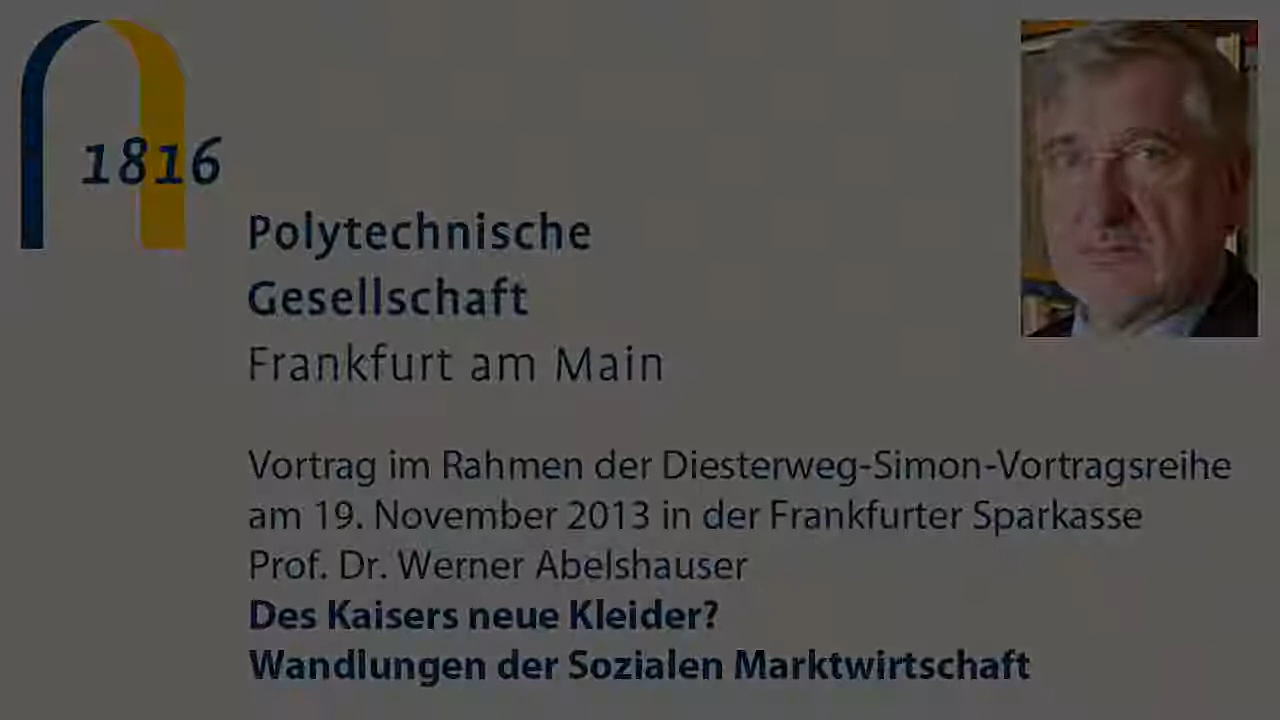 1816
Polytechnische
Gesellschaft
Frankfurt am Main
Vortrag im Rahmen der Diesterweg-Simon-Vortragsreihe
am 19. November 2013 in der Frankfurter Sparkasse
Prof. Dr. Werner Abelshauser
Des Kaisers neue Kleider?
Wandlungen der Sozialen Marktwirtschaft